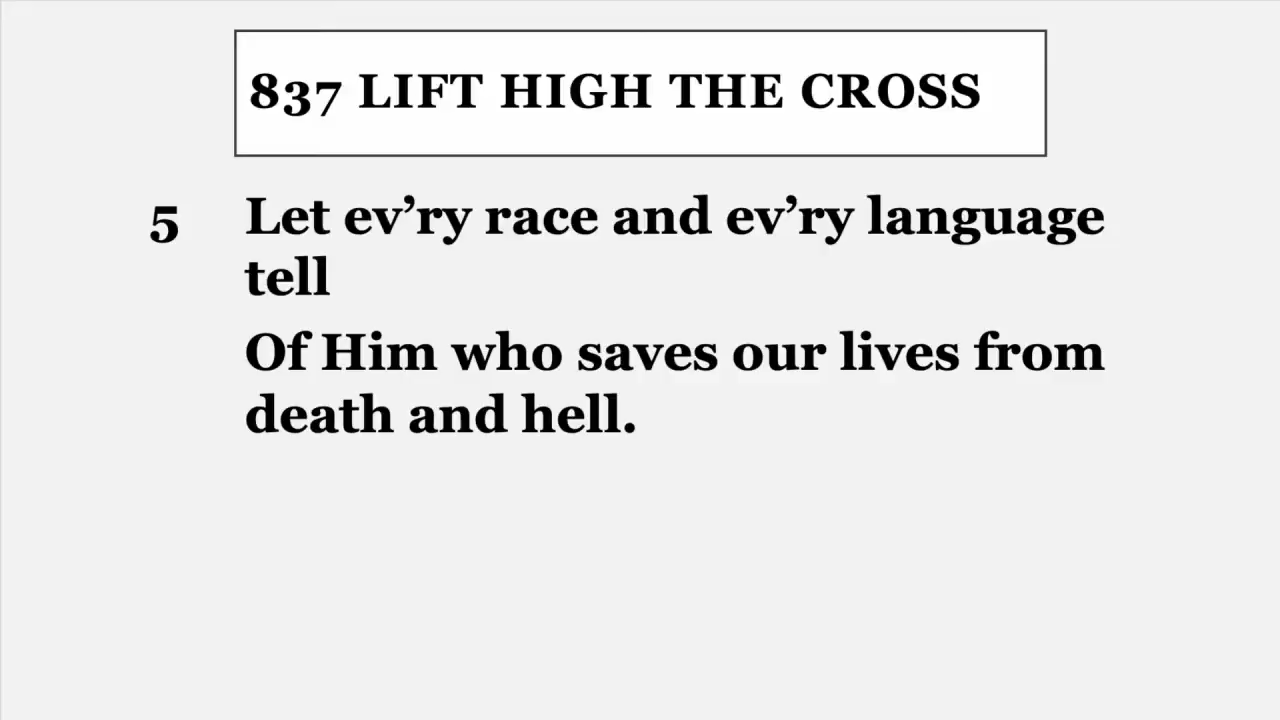 837 LIFT HIGH THE CROSS
5 Let ev’ry race and ev’ry language
tell
Of Him who saves our lives from
death and hell.